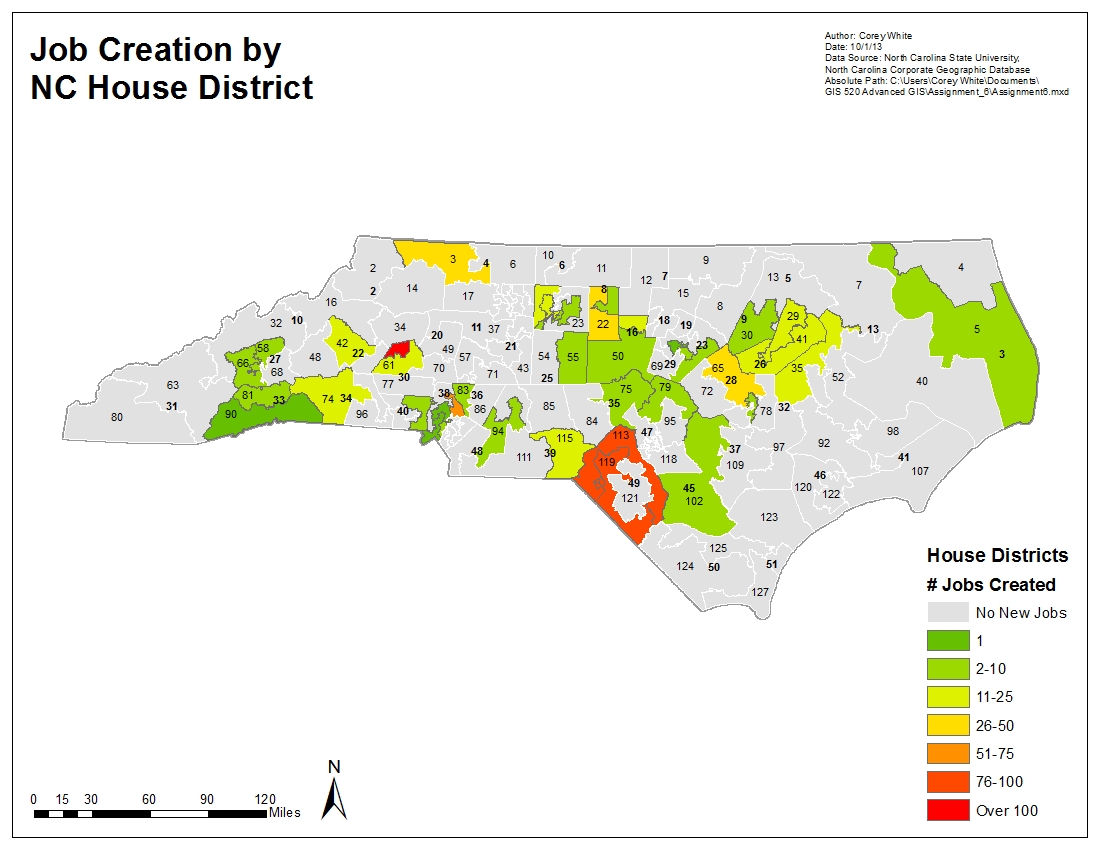 Job Creation by
NC House District
Author: Corey White
Date: 10/1/13
Data Source: North Carolina State University,
North Carolina Corporate Geographic Database
Absolute Path: C:\Users\Corey White\Documents\
GIS 520 Advanced GIS\Assignment_6\Assignment6.mxd
2 3 4 6 10 6 11 12 7 9 13 5 7 4
2 14 17 15 8
16 8
32 10 34 20 11 37 23 22 16 18 19 9 30 29 41 13 5
58 66 27 68 48 42 22 61 49 57 21 54 55 50 23 26 3
63 77 30 70 71 43 25 69 29 65 28 35 52
81 33 74 34 38 83 36 75 79 72 40
80 31 90 96 40 86 85 35 78 32
94 84 95 98
48 111 39 115 113 47 37 97 92 41
119 118 109 46 107
49 121 45 102 120 122
123
125
124 50 51
127
House Districts
# Jobs Created
No New Jobs
1
2-10
11-25
26-50
51-75
76-100
Over 100
N
0 15 30 60 90 120
Miles